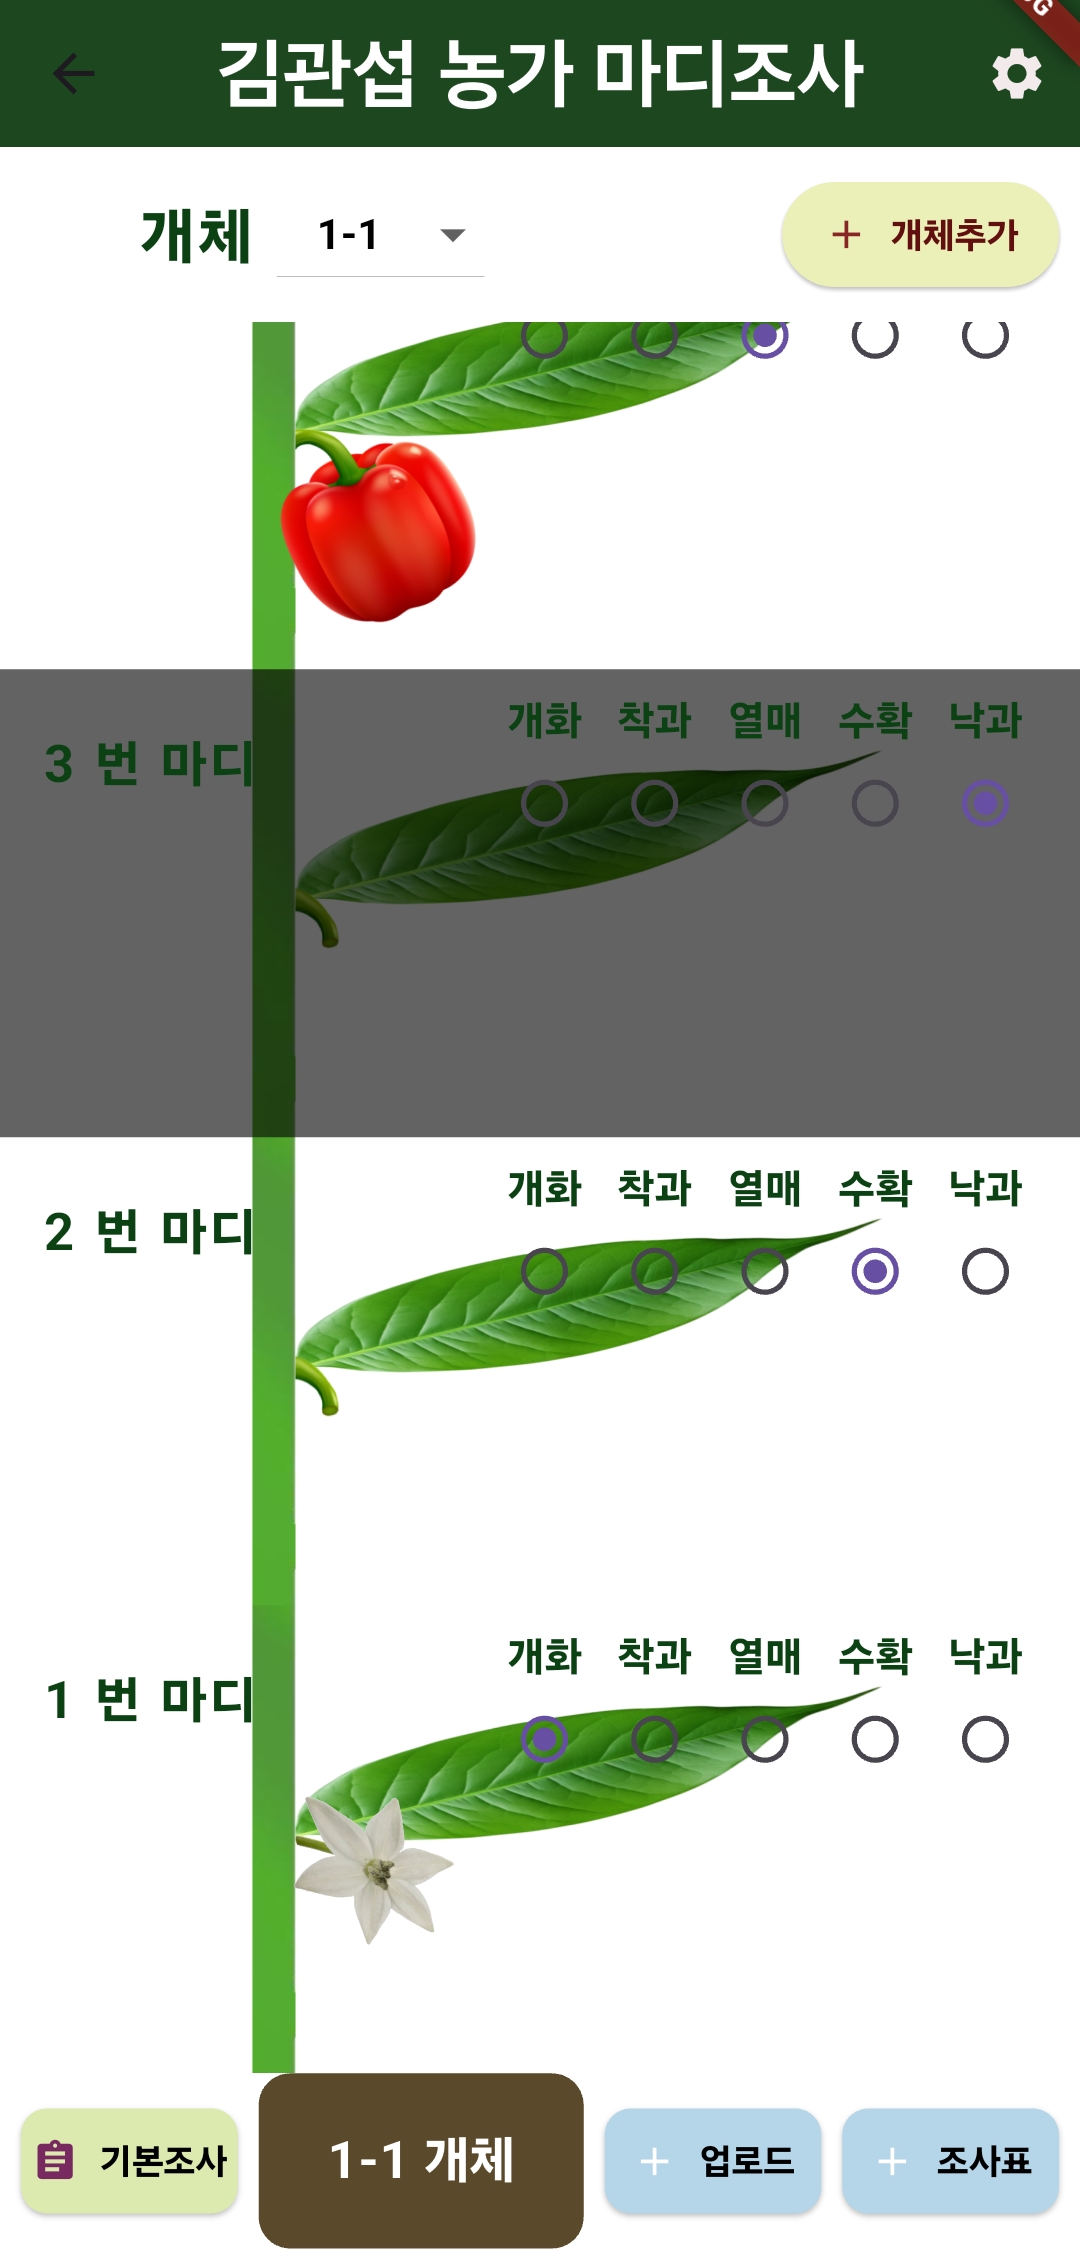 김관섭 농가 마디조사
개체 1-1 개체추가
개화 착과 열매 수확 낙과
3 번 마디
개화 착과 열매 수확 낙과
2 번 마디
개화 착과 열매 수확 낙과
1 번 마디
기본조사 1-1 개체 업로드 조사표